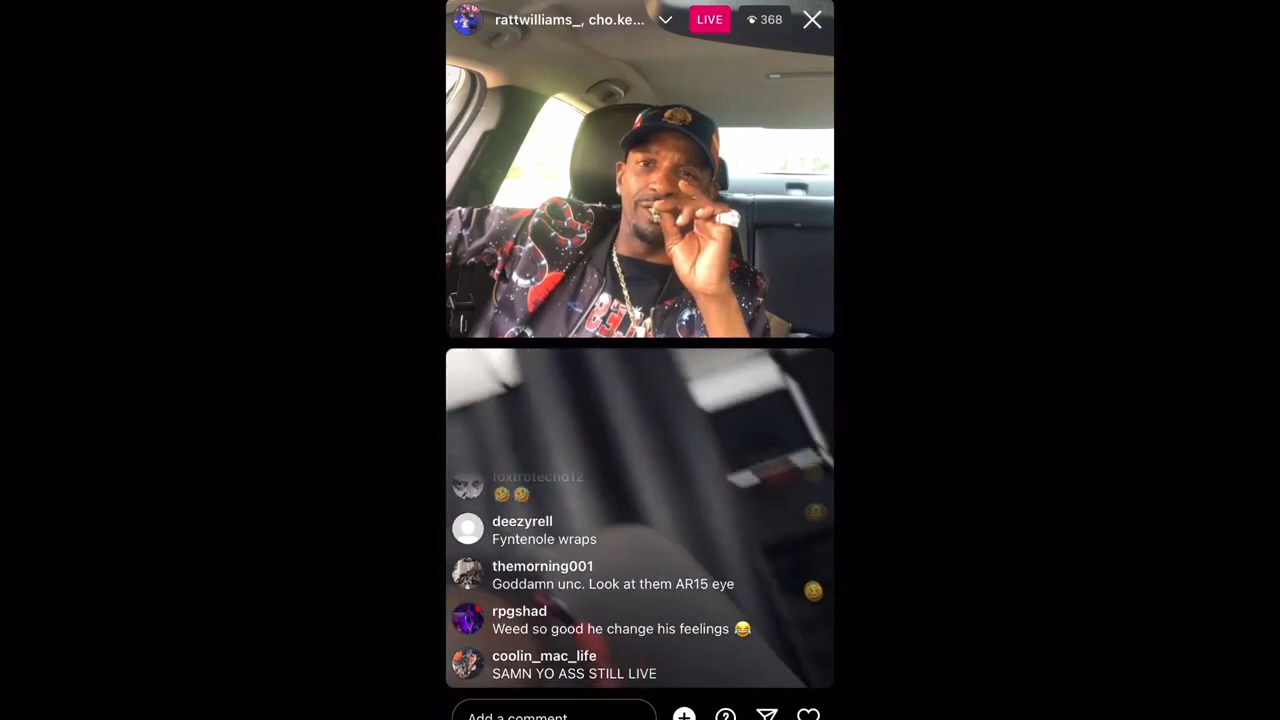 rattwilliams_, cho.ke...
LIVE
368
foxtrotecho12
🤣 🤣
deezyrell
Fyntenole wraps
themorning001
Goddamn unc. Look at them AR15 eye
rpgshad
Weed so good he change his feelings 😂
coolin_mac_life
SAMN YO ASS STILL LIVE
Add a comment